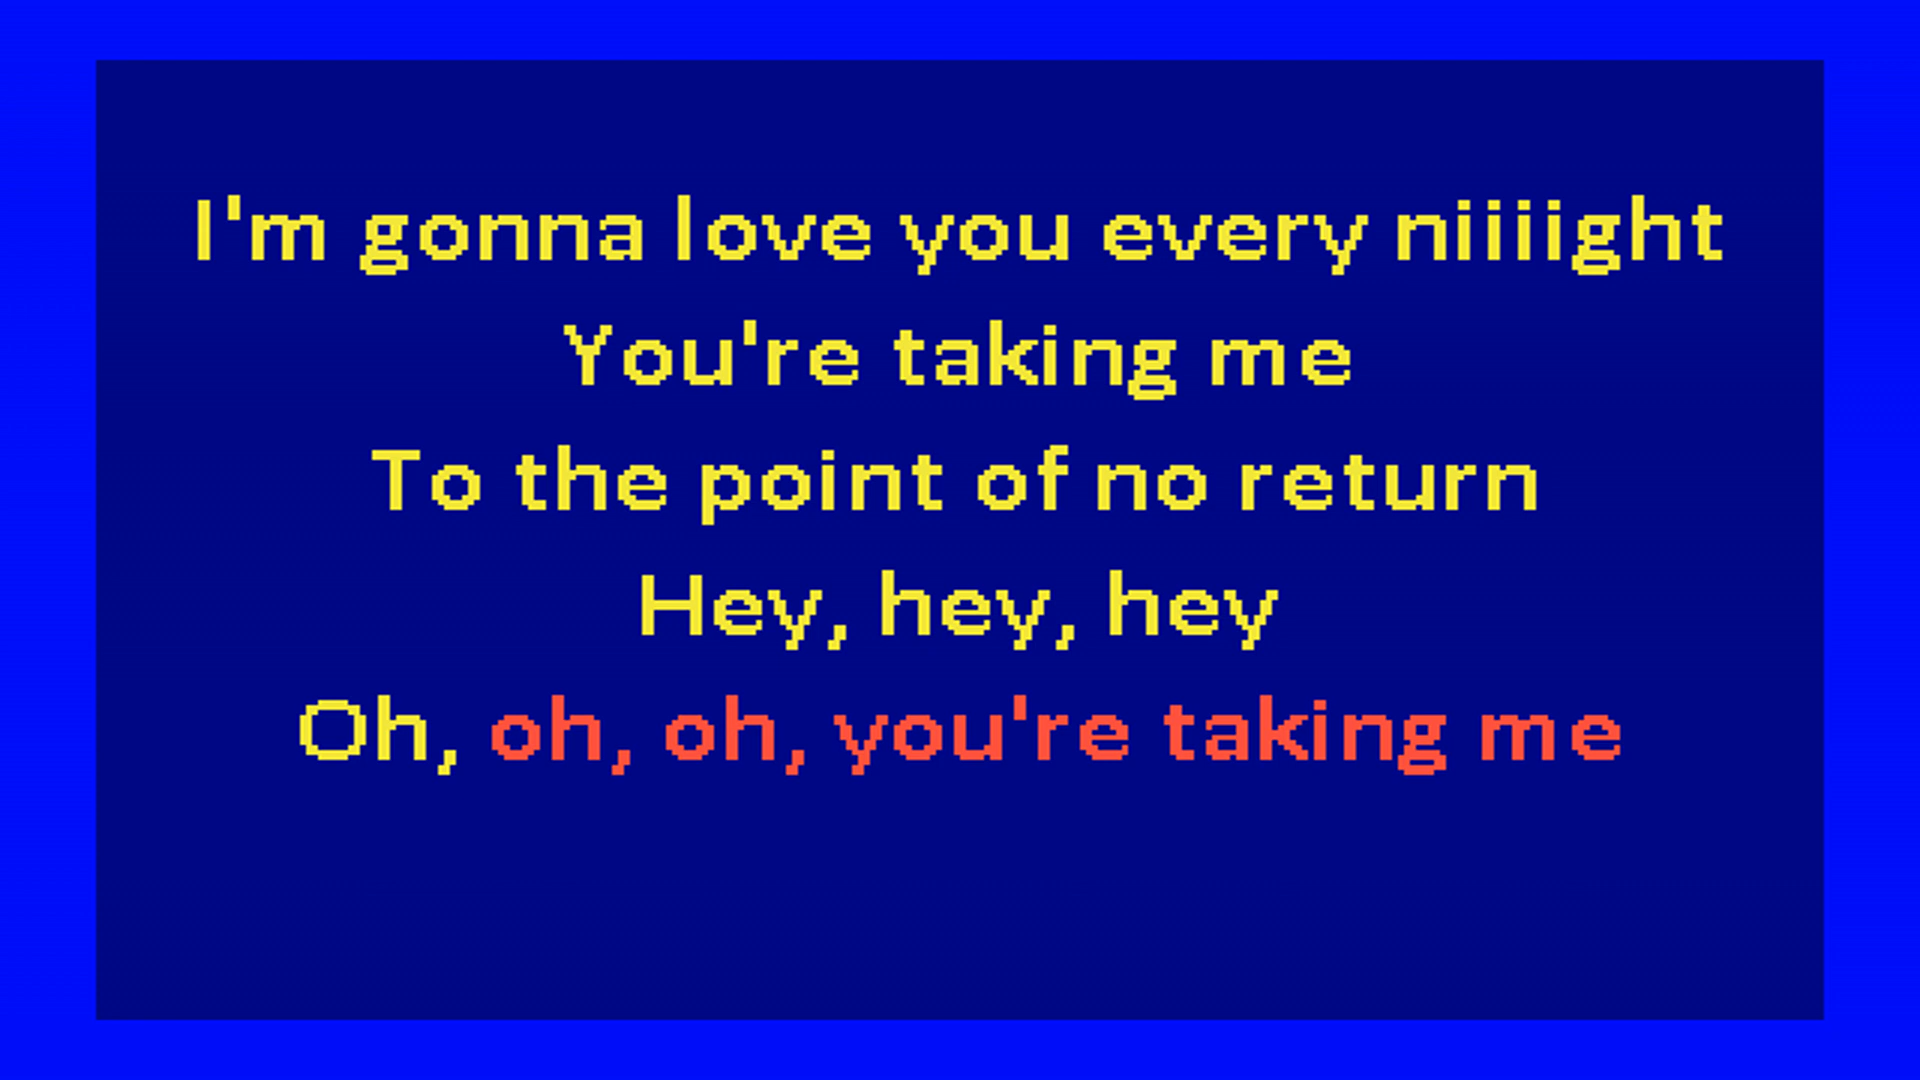 I'm gonna love you every niiiight
You're taking me
To the point of no return
Hey, hey, hey
Oh, oh, oh, you're taking me